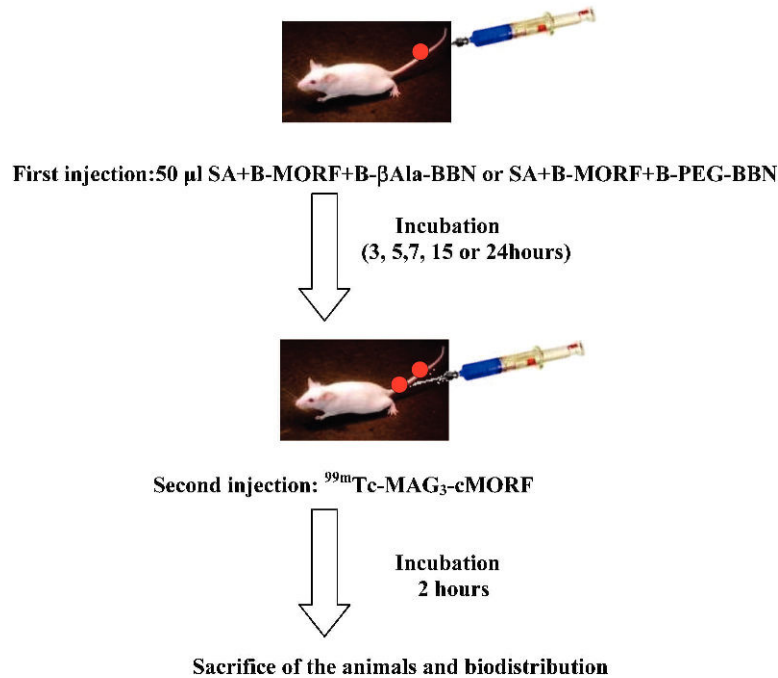 First injection:50 µl SA+B-MORF+B-βAla-BBN or SA+B-MORF+B-PEG-BBN
Incubation
(3, 5,7, 15 or 24hours)
Second injection: ⁹⁹ᵐTc-MAG₃-cMORF
Incubation
2 hours
Sacrifice of the animals and biodistribution